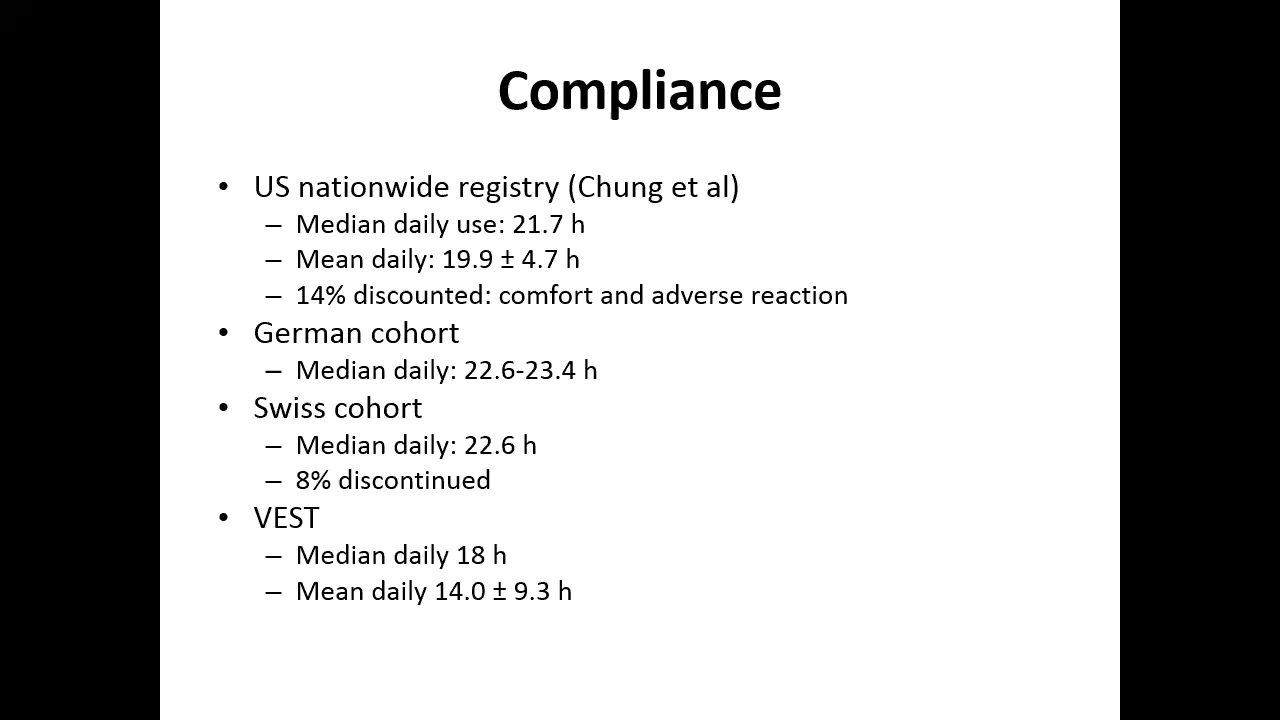 Compliance
• US nationwide registry (Chung et al)
– Median daily use: 21.7 h
– Mean daily: 19.9 ± 4.7 h
– 14% discounted: comfort and adverse reaction
• German cohort
– Median daily: 22.6-23.4 h
• Swiss cohort
– Median daily: 22.6 h
– 8% discontinued
• VEST
– Median daily 18 h
– Mean daily 14.0 ± 9.3 h